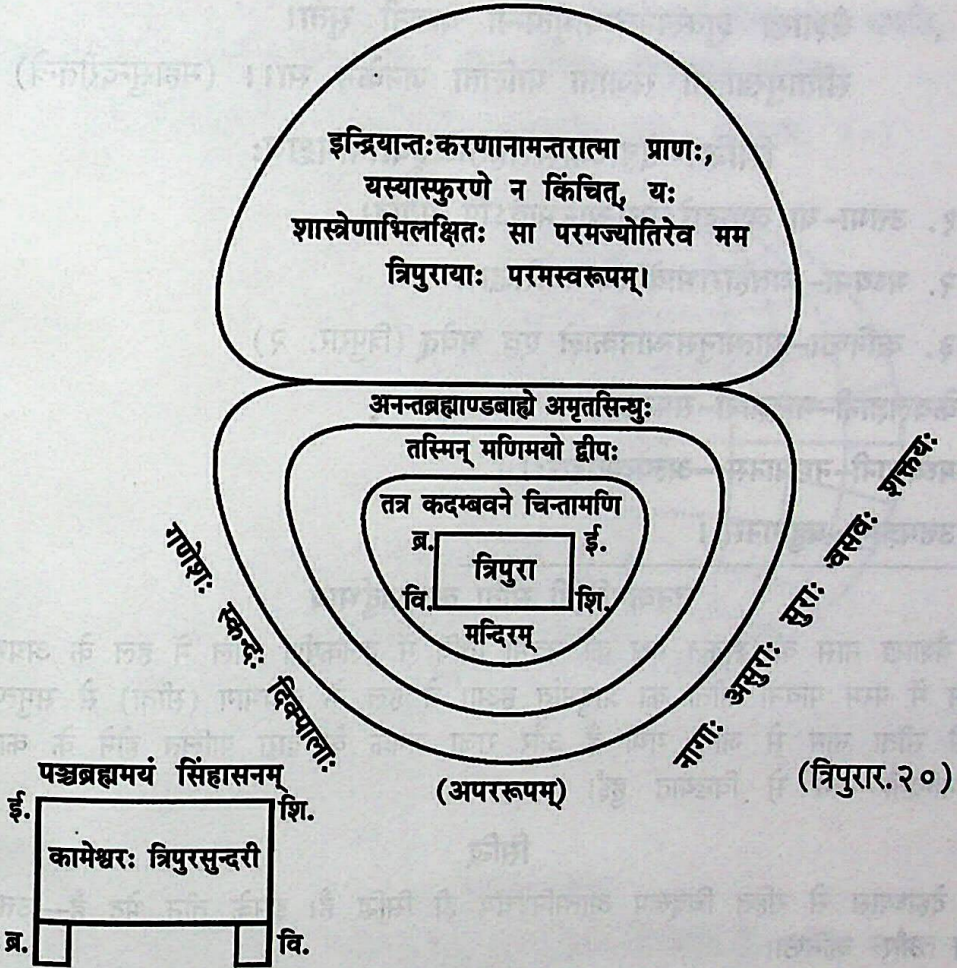 इन्द्रियान्तःकरणानामन्तरात्मा प्राणः,
यस्यास्फुरणे न किंचित्, यः
शास्त्रेणाभिलक्षितः सा परमज्योतिरेव मम
त्रिपुरायाः परमस्वरूपम्।
अनन्तब्रह्माण्डबाह्ये अमृतसिन्धुः
तस्मिन् मणिमयो द्वीपः
तत्र कदम्बवने चिन्तामणि
ब्र. ई.
त्रिपुरा
वि. शि.
मन्दिरम्
गणेशः स्कन्दः दिक्पालाः
नागाः असुराः सुराः वसवः शक्तयः
(अपररूपम्)
(त्रिपुरार. २०)
पञ्चब्रह्ममयं सिंहासनम्
ई. शि.
कामेश्वरः त्रिपुरसुन्दरी
ब्र. वि.